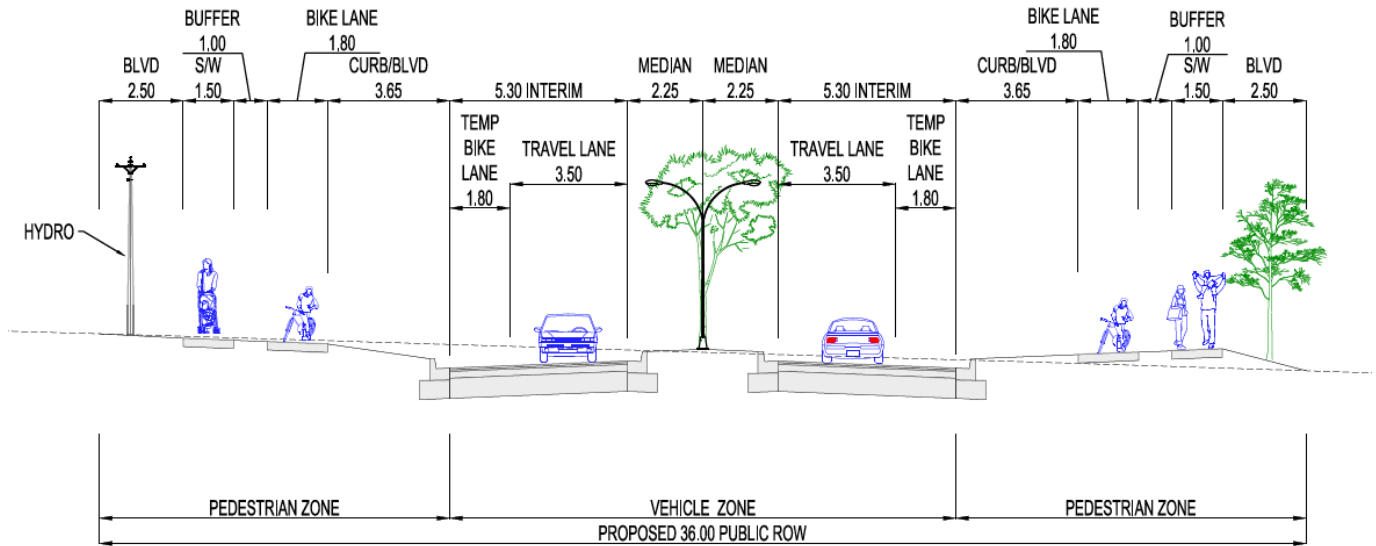 BUFFER
1.00
BIKE LANE
1.80
BLVD
2.50
S/W
1.50
CURB/BLVD
3.65
5.30 INTERIM
MEDIAN
2.25
MEDIAN
2.25
5.30 INTERIM
CURB/BLVD
3.65
BIKE LANE
1.80
BUFFER
1.00
S/W
1.50
BLVD
2.50
TEMP
BIKE
LANE
1.80
TRAVEL LANE
3.50
TRAVEL LANE
3.50
TEMP
BIKE
LANE
1.80
HYDRO
PEDESTRIAN ZONE
VEHICLE ZONE
PEDESTRIAN ZONE
PROPOSED 36.00 PUBLIC ROW